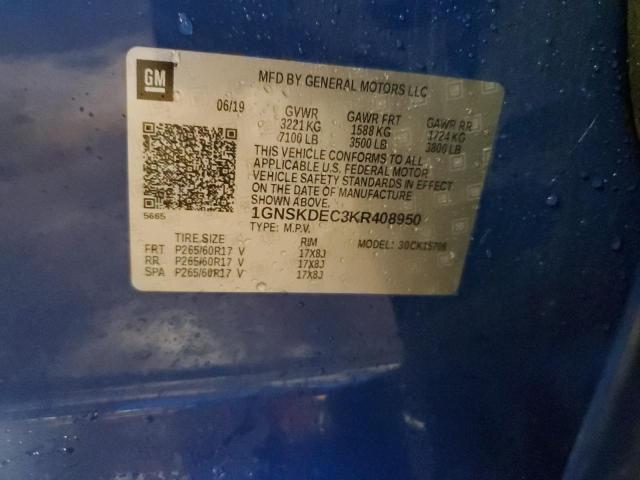 GM
MFD BY GENERAL MOTORS LLC
06/19 GVWR GAWR FRT GAWR RR
3221 KG 1588 KG 1724 KG
7100 LB 3500 LB 3800 LB
THIS VEHICLE CONFORMS TO ALL
APPLICABLE U.S. FEDERAL MOTOR
VEHICLE SAFETY STANDARDS IN EFFECT
ON THE DATE OF MANUFACTURE
SHOWN ABOVE.
5665
1GNSKDEC3KR408950
TYPE: M.P.V. MODEL:
TIRE SIZE RIM
FRT P265/60R17 V 17X8J
RR P265/60R17 V 17X8J
SPA P265/60R17 V 17X8J